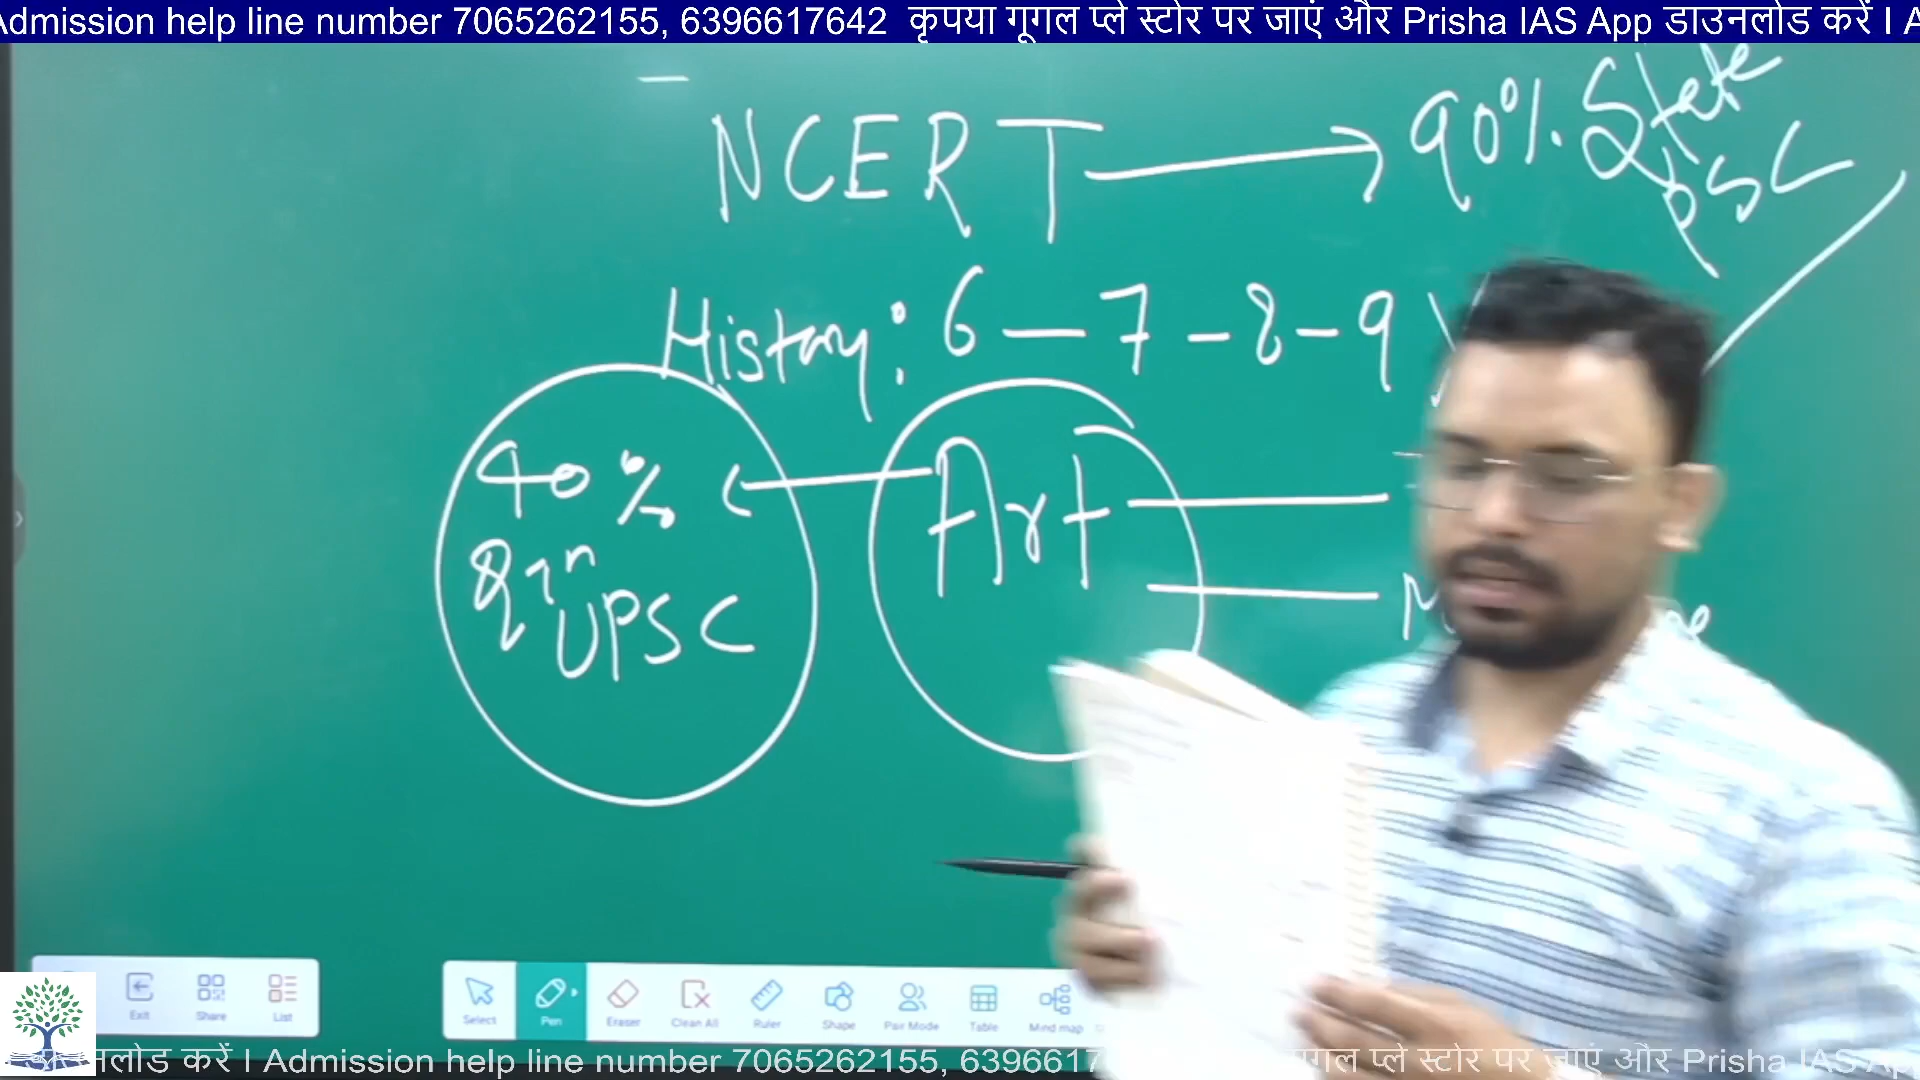 Admission help line number 7065262155, 6396617642 कृपया गूगल प्ले स्टोर पर जाएं और Prisha IAS App डाउनलोड करें I A
NCERT → 90% State PSC
History: 6 — 7 - 8 - 9
Art
40%
Qn
UPSC
Exit Share List
Select Pen Eraser Clean All Ruler Shape Pair Mode Table Mind map
करें I Admission help line number 7065262155, 639661 गूगल प्ले स्टोर पर जाएं और Prisha IAS Ap